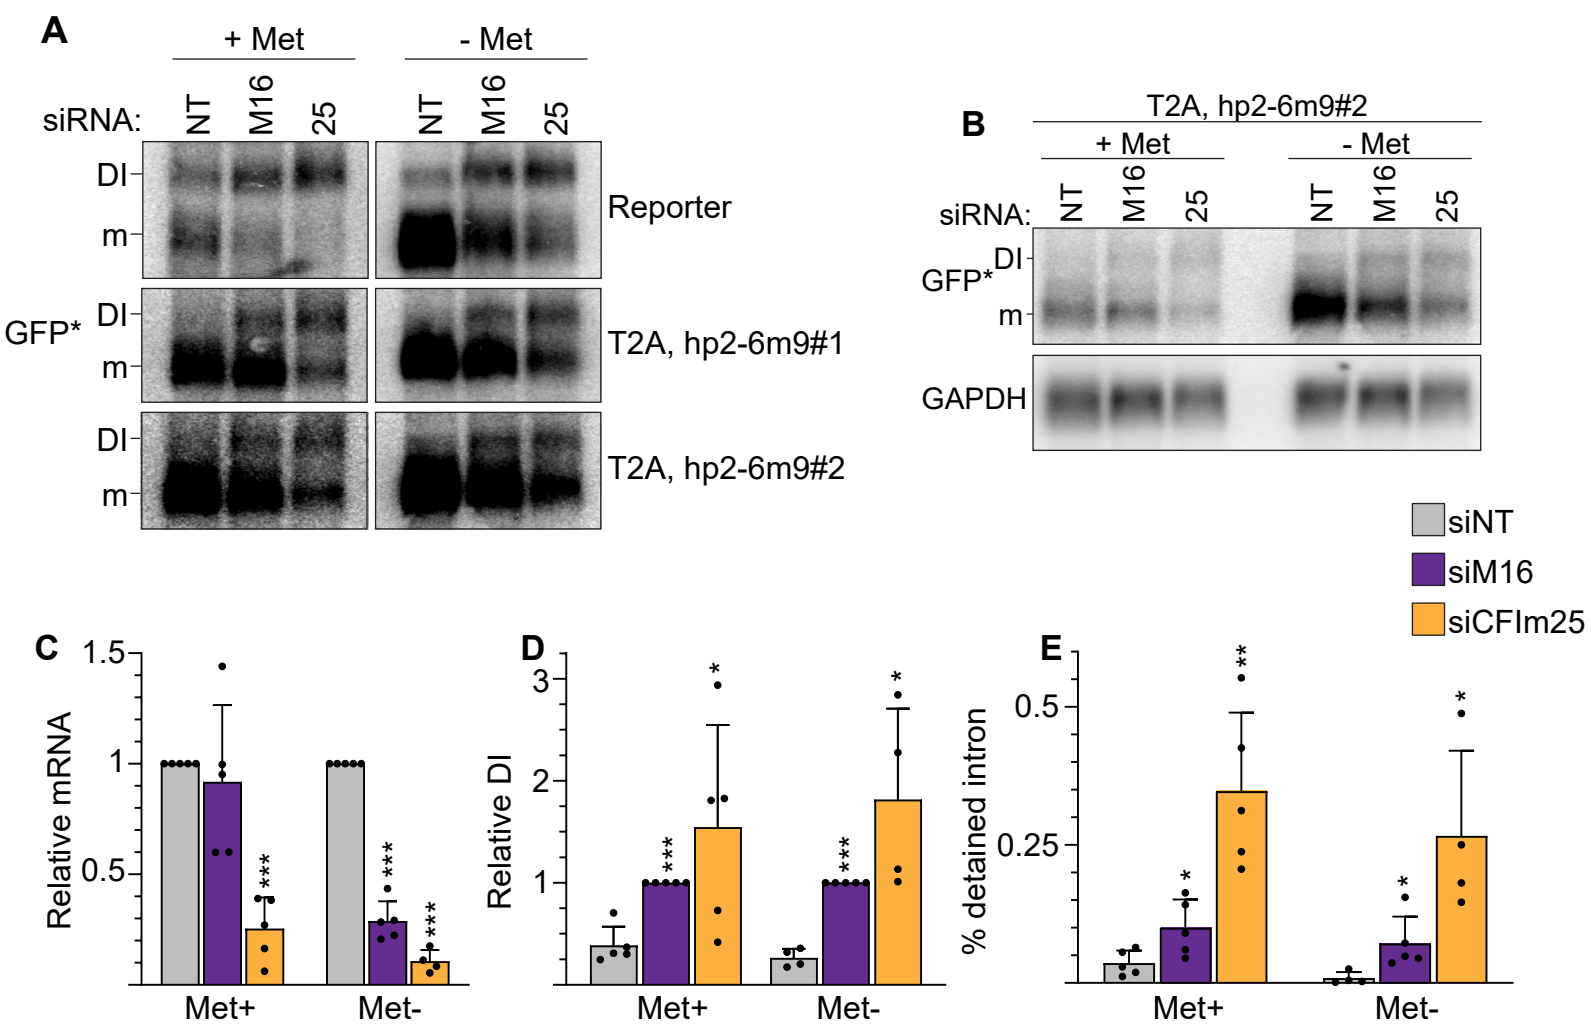 A
+ Met
- Met
siRNA:
NT
M16
25
NT
M16
25
DI
m
Reporter
GFP*
DI
m
T2A, hp2-6m9#1
DI
m
T2A, hp2-6m9#2
B
T2A, hp2-6m9#2
+ Met
- Met
siRNA:
NT
M16
25
NT
M16
25
GFP*
DI
m
GAPDH
siNT
siM16
siCFIm25
C
Relative mRNA
1.5
1
0.5
***
***
***
Met+
Met-
D
Relative DI
3
2
1
***
*
***
*
Met+
Met-
E
% detained intron
0.5
0.25
*
**
*
*
Met+
Met-